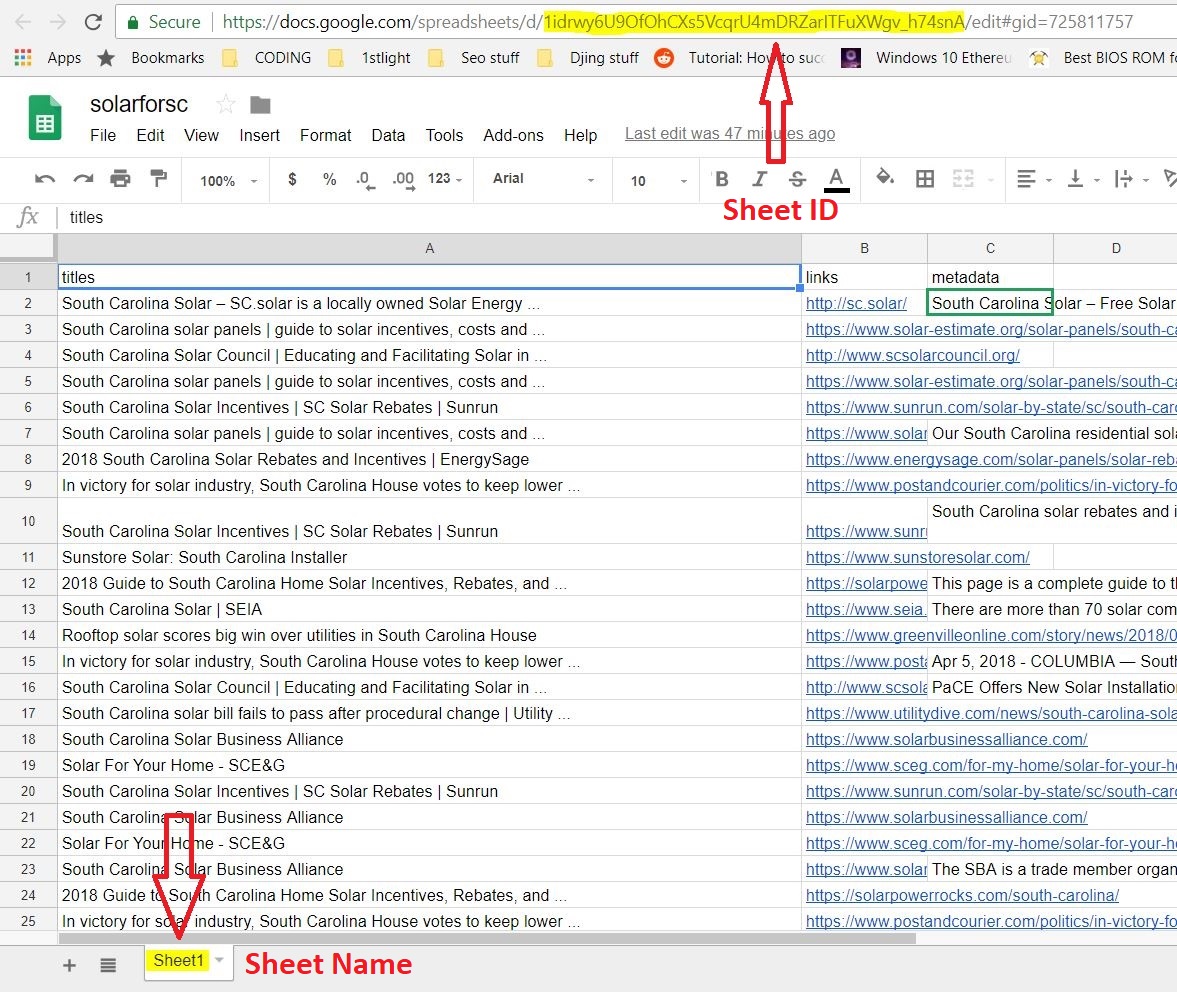 Secure https://docs.google.com/spreadsheets/d/1idrwy6U9OfOhCXs5VcqrU4mDRZarITFuXWgv_h74snA/edit#gid=725811757
Apps Bookmarks CODING 1stlight Seo stuff Djing stuff Tutorial: How to succ Windows 10 Ethereu Best BIOS ROM fo
solarforsc
File Edit View Insert Format Data Tools Add-ons Help Last edit was 47 minutes ago
100% $ % .0 .00 123 Arial 10 B I S A
Sheet ID
fx titles
A B C D
1 titles links metadata
2 South Carolina Solar – SC.solar is a locally owned Solar Energy ... http://sc.solar/ South Carolina Solar – Free Solar
3 South Carolina solar panels | guide to solar incentives, costs and ... https://www.solar-estimate.org/solar-panels/south-ca
4 South Carolina Solar Council | Educating and Facilitating Solar in ... http://www.scsolarcouncil.org/
5 South Carolina solar panels | guide to solar incentives, costs and ... https://www.solar-estimate.org/solar-panels/south-ca
6 South Carolina Solar Incentives | SC Solar Rebates | Sunrun https://www.sunrun.com/solar-by-state/sc/south-caro
7 South Carolina solar panels | guide to solar incentives, costs and ... https://www.solar Our South Carolina residential sola
8 2018 South Carolina Solar Rebates and Incentives | EnergySage https://www.energysage.com/solar-panels/solar-reba
9 In victory for solar industry, South Carolina House votes to keep lower ... https://www.postandcourier.com/politics/in-victory-fo
10 South Carolina Solar Incentives | SC Solar Rebates | Sunrun https://www.sunr South Carolina solar rebates and i
11 Sunstore Solar: South Carolina Installer https://www.sunstoresolar.com/
12 2018 Guide to South Carolina Home Solar Incentives, Rebates, and ... https://solarpowe This page is a complete guide to th
13 South Carolina Solar | SEIA https://www.seia. There are more than 70 solar com
14 Rooftop solar scores big win over utilities in South Carolina House https://www.greenvilleonline.com/story/news/2018/0
15 In victory for solar industry, South Carolina House votes to keep lower ... https://www.posta Apr 5, 2018 - COLUMBIA — South
16 South Carolina Solar Council | Educating and Facilitating Solar in ... http://www.scsola PaCE Offers New Solar Installation
17 South Carolina solar bill fails to pass after procedural change | Utility ... https://www.utilitydive.com/news/south-carolina-sola
18 South Carolina Solar Business Alliance https://www.solarbusinessalliance.com/
19 Solar For Your Home - SCE&G https://www.sceg.com/for-my-home/solar-for-your-h
20 South Carolina Solar Incentives | SC Solar Rebates | Sunrun https://www.sunrun.com/solar-by-state/sc/south-caro
21 South Carolina Solar Business Alliance https://www.solarbusinessalliance.com/
22 Solar For Your Home - SCE&G https://www.sceg.com/for-my-home/solar-for-your-h
23 South Carolina Solar Business Alliance https://www.solar The SBA is a trade member organ
24 2018 Guide to South Carolina Home Solar Incentives, Rebates, and ... https://solarpowerrocks.com/south-carolina/
25 In victory for solar industry, South Carolina House votes to keep lower ... https://www.postandcourier.com/politics/in-victory-fo
Sheet1 Sheet Name